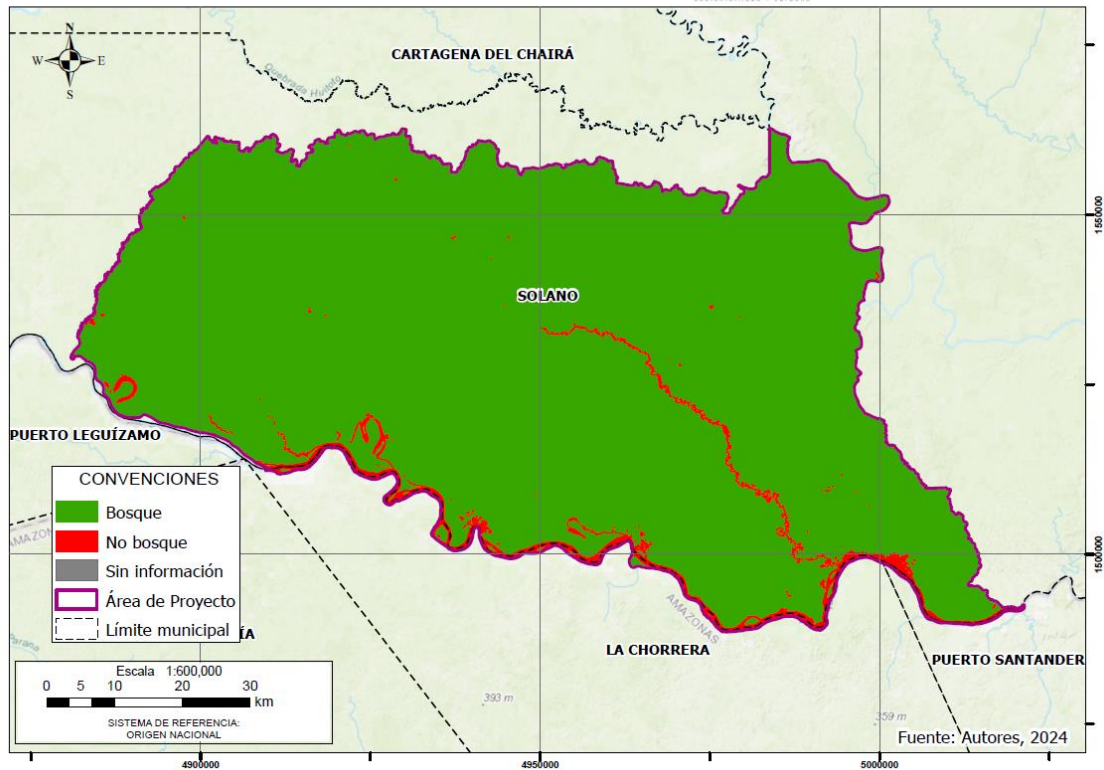 N
W E
S
CARTAGENA DEL CHAIRÁ
Quebrada Huitoto
1550000
SOLANO
PUERTO LEGUÍZAMO
CONVENCIONES
Bosque
No bosque
Sin información
Área de Proyecto
Límite municipal
AMAZONAS
LA CHORRERA
PUERTO SANTANDER
1500000
Escala 1:600,000
0 5 10 20 30
km
SISTEMA DE REFERENCIA:
ORIGEN NACIONAL
393 m
359 m
Fuente: Autores, 2024
4900000 4950000 5000000